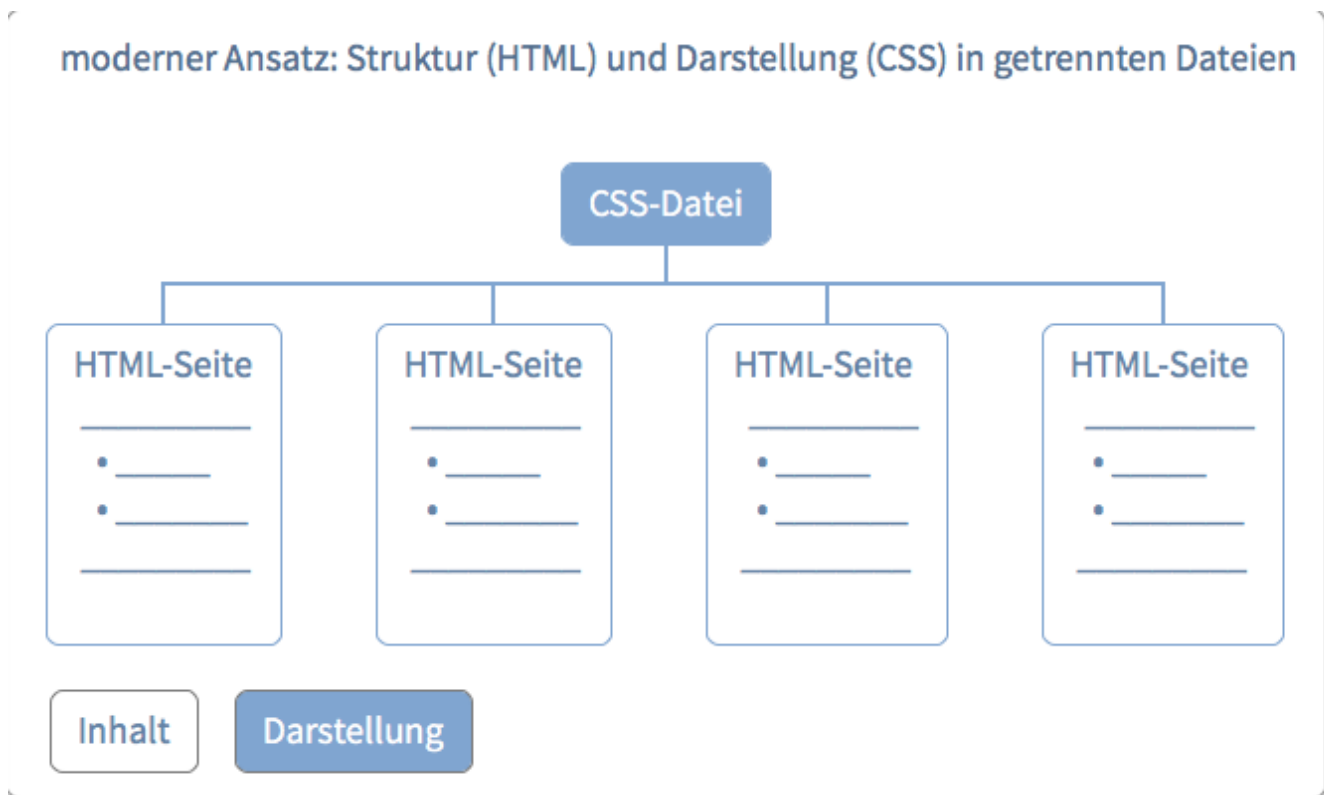 moderner Ansatz: Struktur (HTML) und Darstellung (CSS) in getrennten Dateien
CSS-Datei
HTML-Seite
HTML-Seite
HTML-Seite
HTML-Seite
Inhalt
Darstellung